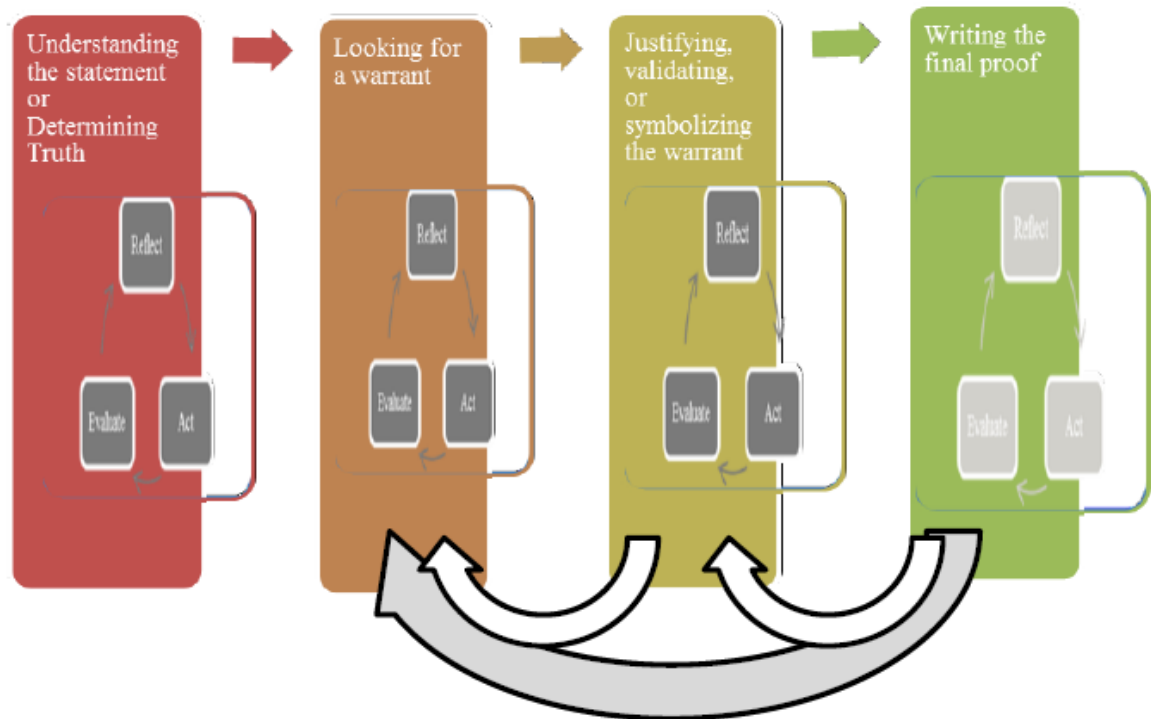 Understanding
the statement
or
Determining
Truth
Looking for
a warrant
Justifying,
validating,
or
symbolizing
the warrant
Writing the
final proof
Reflect
Evaluate
Act
Reflect
Evaluate
Act
Reflect
Evaluate
Act
Reflect
Evaluate
Act